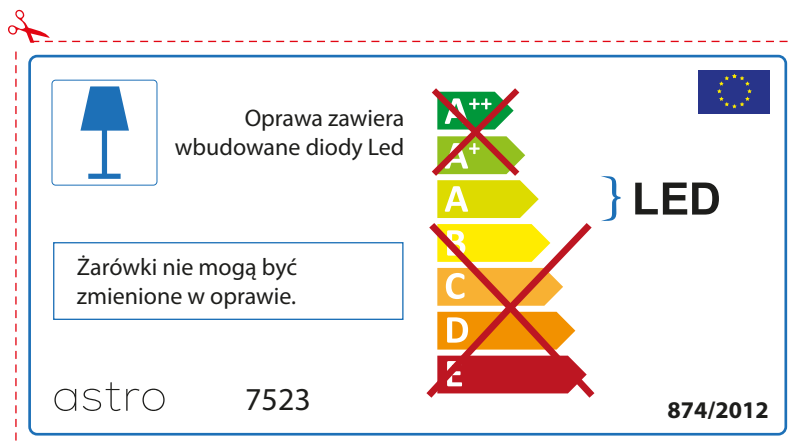 Oprawa zawiera
wbudowane diody Led
A++
A+
A
B
C
D
E
LED
Żarówki nie mogą być
zmienione w oprawie.
astro 7523
874/2012